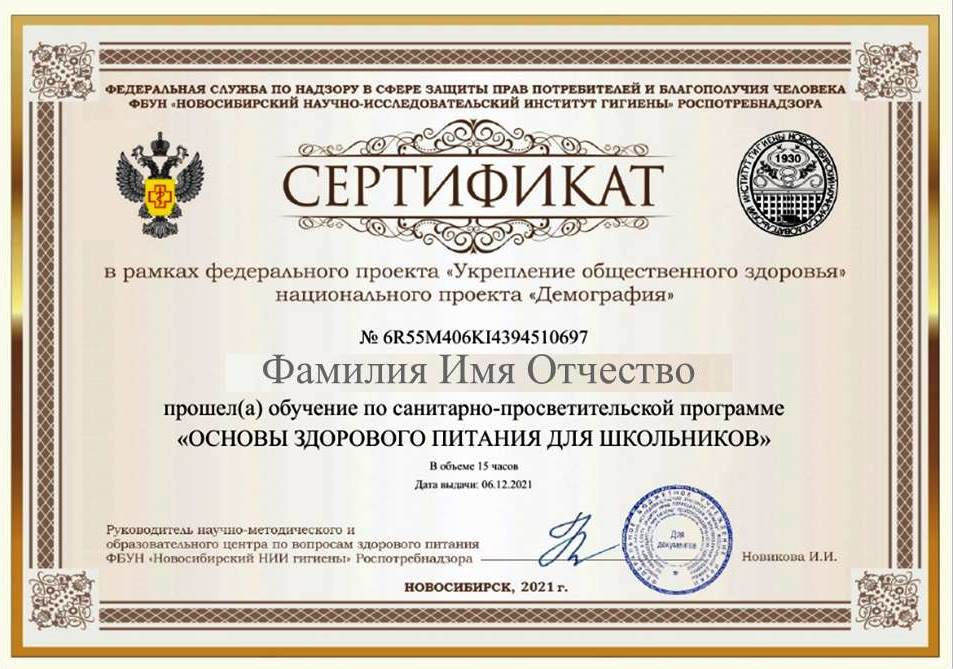 ФЕДЕРАЛЬНАЯ СЛУЖБА ПО НАДЗОРУ В СФЕРЕ ЗАЩИТЫ ПРАВ ПОТРЕБИТЕЛЕЙ И БЛАГОПОЛУЧИЯ ЧЕЛОВЕКА
ФБУН «НОВОСИБИРСКИЙ НАУЧНО-ИССЛЕДОВАТЕЛЬСКИЙ ИНСТИТУТ ГИГИЕНЫ» РОСПОТРЕБНАДЗОРА
1930
СЕРТИФИКАТ
в рамках федерального проекта «Укрепление общественного здоровья»
национального проекта «Демография»
№ 6R55M406KI4394510697
Фамилия Имя Отчество
прошел(а) обучение по санитарно-просветительской программе
«ОСНОВЫ ЗДОРОВОГО ПИТАНИЯ ДЛЯ ШКОЛЬНИКОВ»
В объеме 15 часов
Дата выдачи: 06.12.2021
Руководитель научно-методического и
образовательного центра по вопросам здорового питания
ФБУН «Новосибирский НИИ гигиены» Роспотребнадзора
Для
документов
Новикова И.И.
НОВОСИБИРСК, 2021 г.